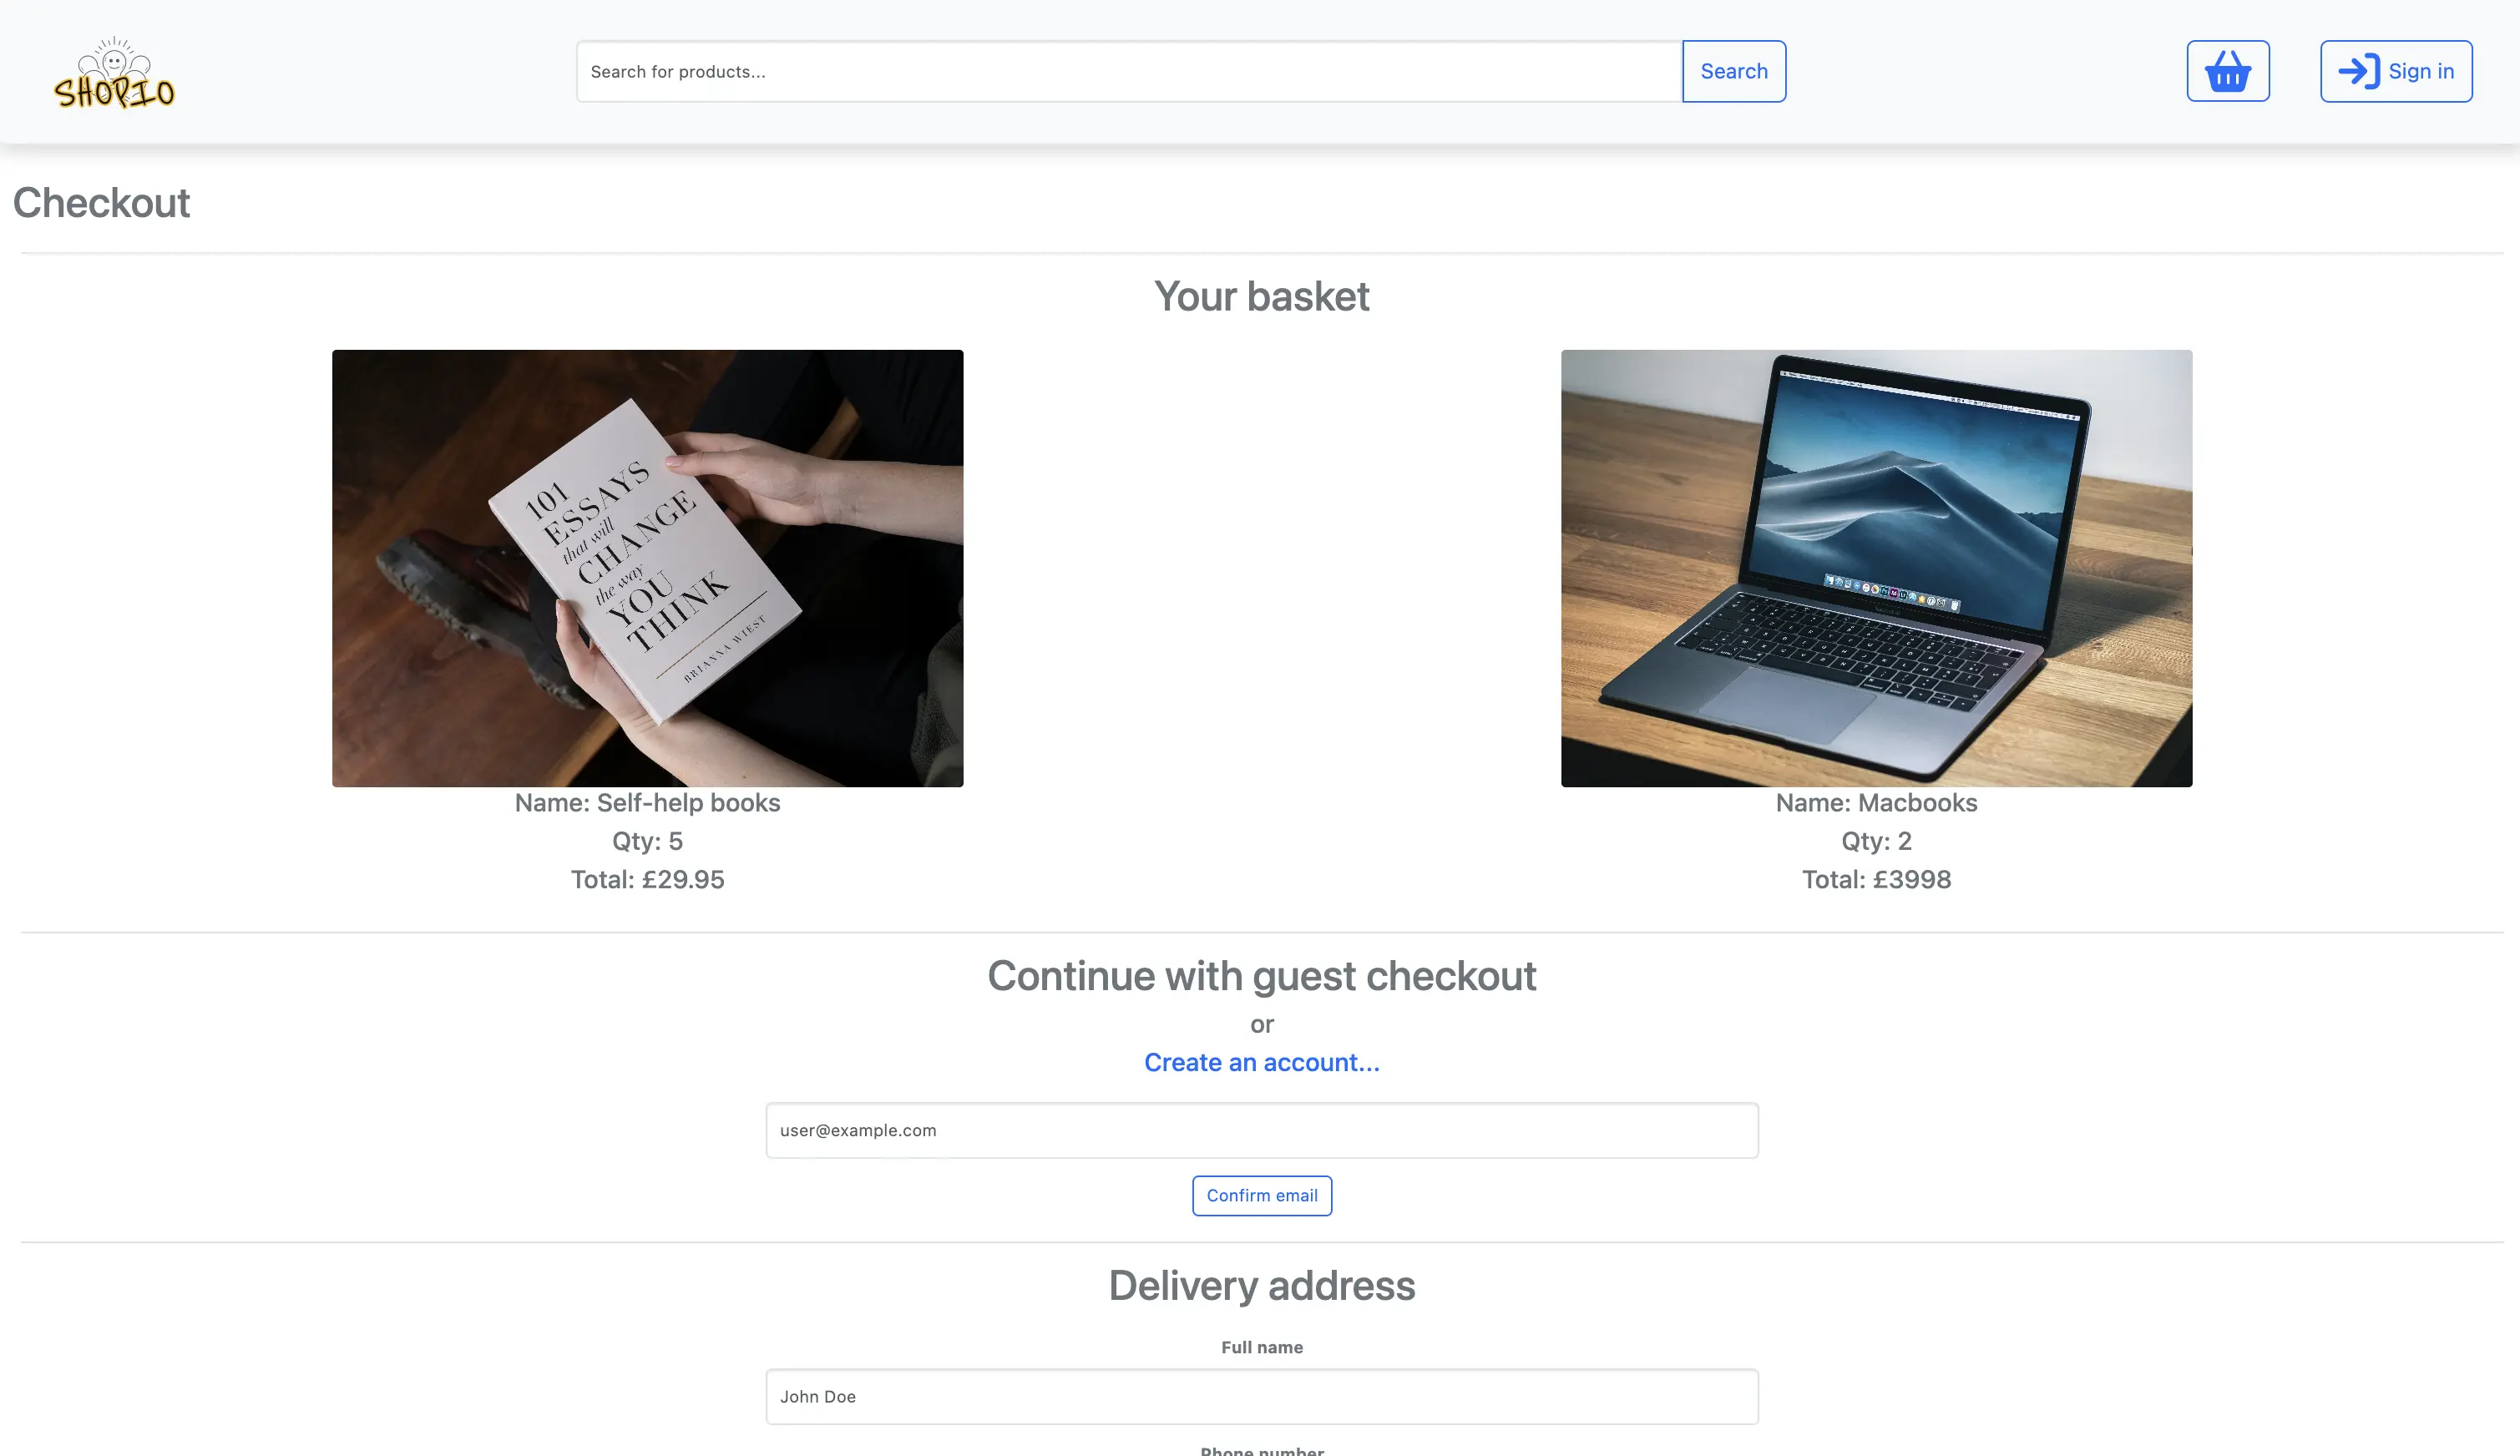 SHOPIO
Search for products...
Search
Sign in
Checkout
Your basket
101
ESSAYS
that will
CHANGE
the way
YOU
THINK
BRIANNA WIEST
Name: Self-help books
Qty: 5
Total: £29.95
Name: Macbooks
Qty: 2
Total: £3998
Continue with guest checkout
or
Create an account...
user@example.com
Confirm email
Delivery address
Full name
John Doe
Phone number